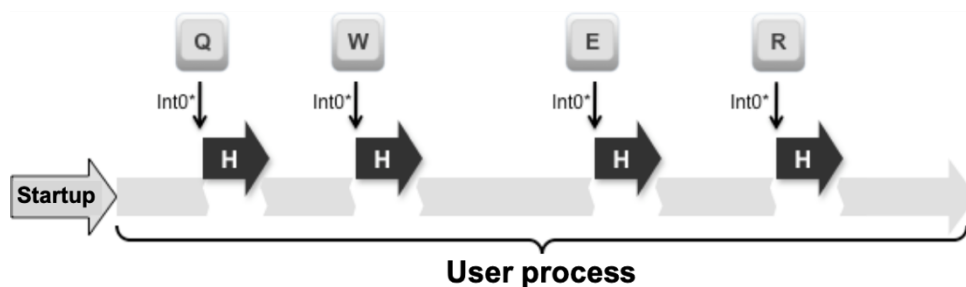 Q W E R
Int0* Int0* Int0* Int0*
H H H H
Startup
User process